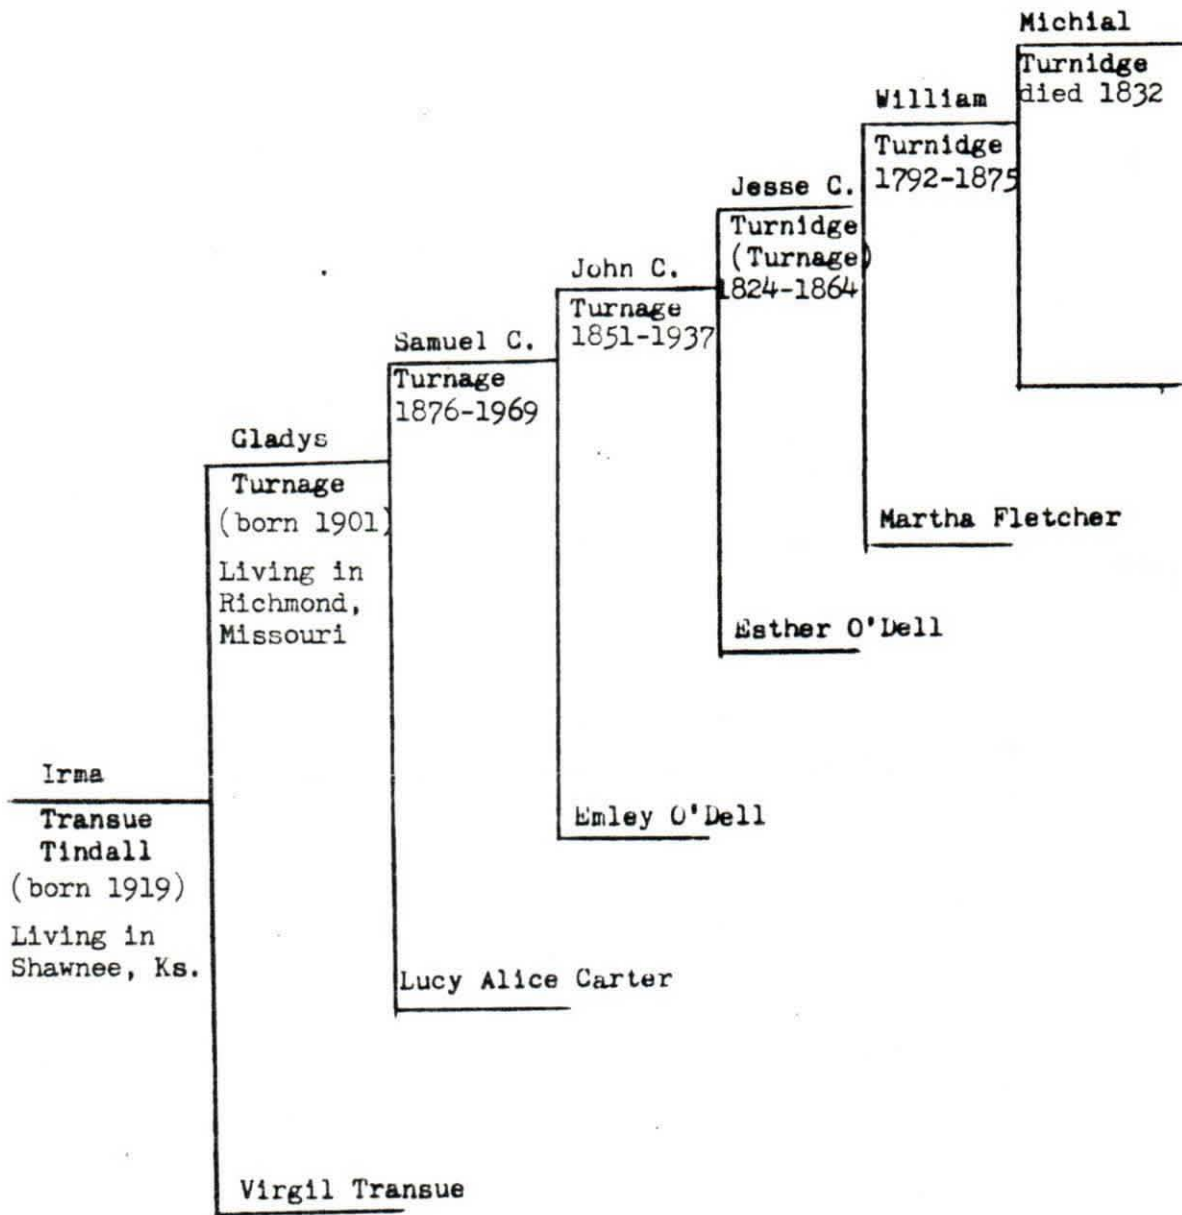 Michial
Turnidge
died 1832
William
Turnidge
1792-1875
Jesse C.
Turnidge
(Turnage)
1824-1864
John C.
Turnage
1851-1937
Samuel C.
Turnage
1876-1969
Gladys
Turnage
(born 1901)
Living in
Richmond,
Missouri
Martha Fletcher
Esther O'Dell
Irma
Transue
Tindall
(born 1919)
Living in
Shawnee, Ks.
Emley O'Dell
Lucy Alice Carter
Virgil Transue